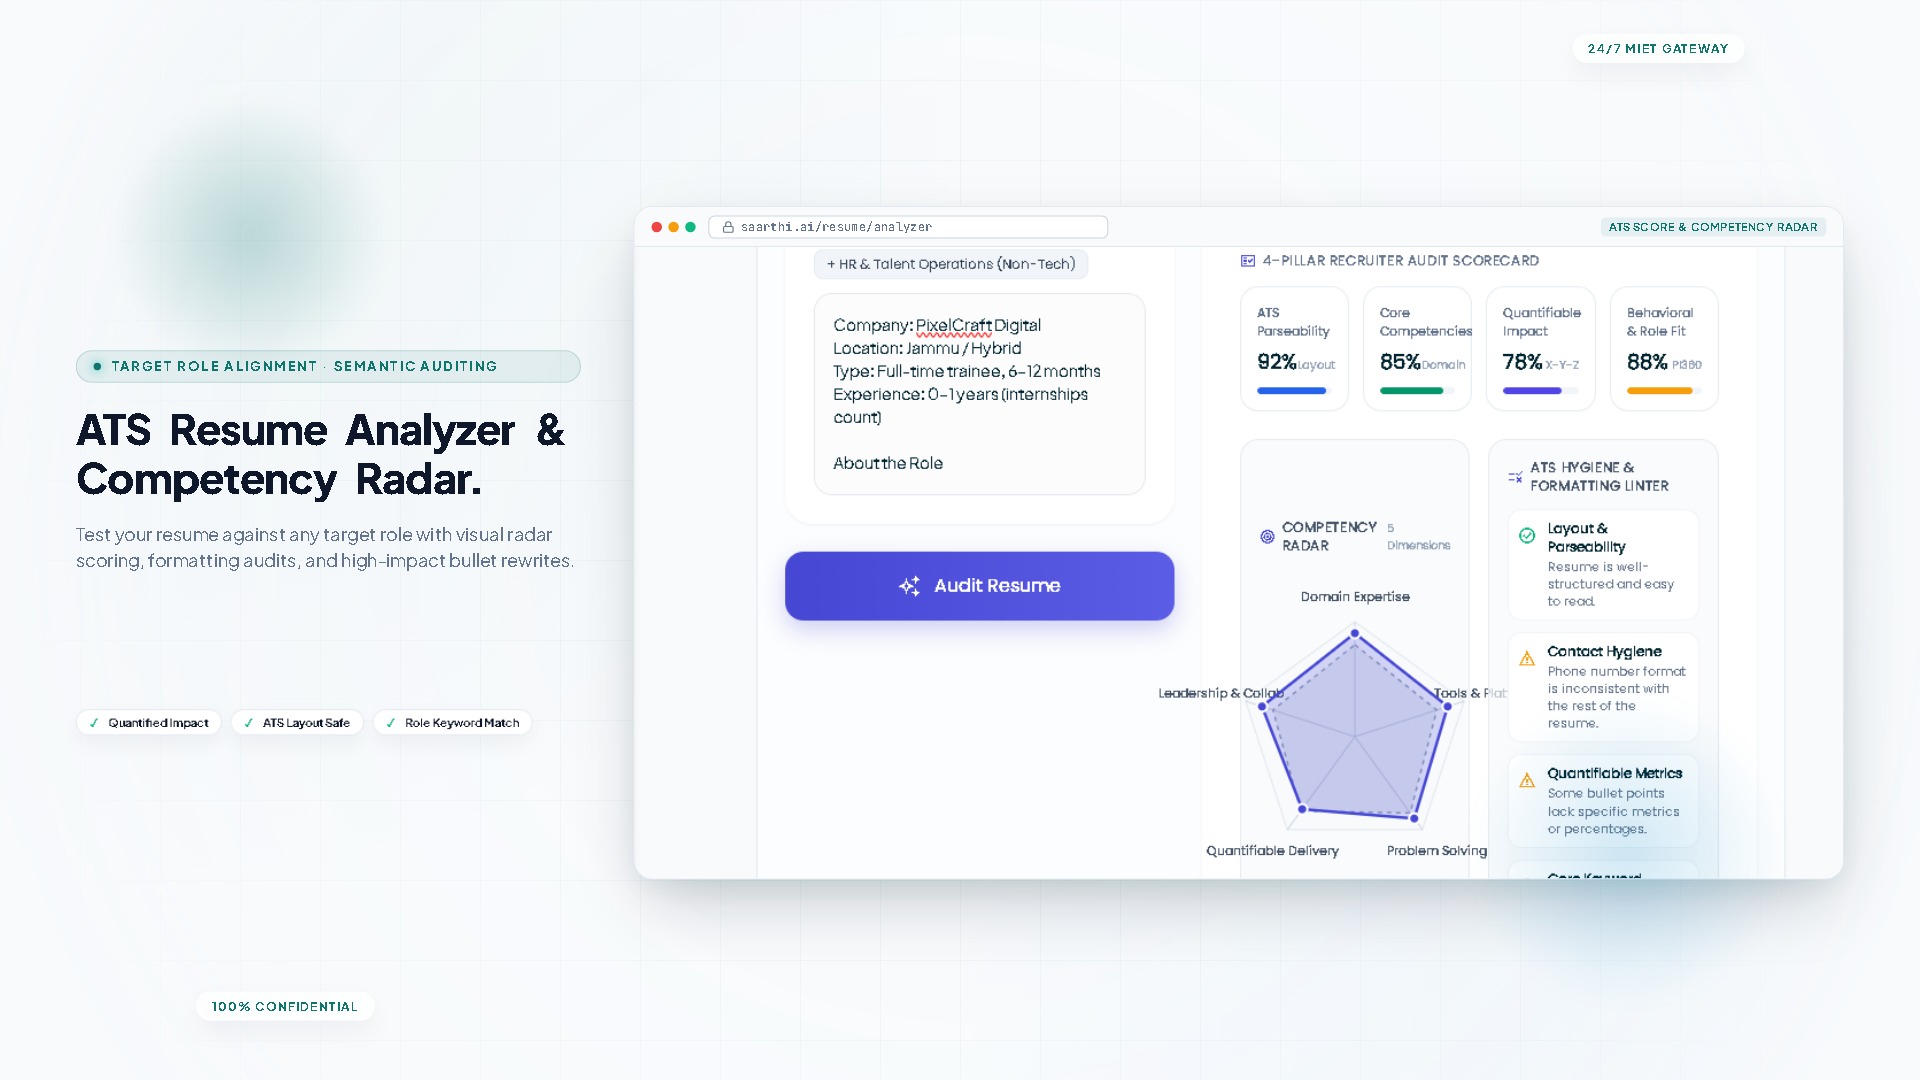 24/7 MIET GATEWAY
TARGET ROLE ALIGNMENT · SEMANTIC AUDITING
ATS Resume Analyzer &
Competency Radar.
Test your resume against any target role with visual radar
scoring, formatting audits, and high-impact bullet rewrites.
✓ Quantified Impact
✓ ATS Layout Safe
✓ Role Keyword Match
100% CONFIDENTIAL
saarthi.ai/resume/analyzer
ATS SCORE & COMPETENCY RADAR
+ HR & Talent Operations (Non-Tech)
Company: PixelCraft Digital
Location: Jammu / Hybrid
Type: Full-time trainee, 6–12 months
Experience: 0–1 years (internships
count)
About the Role
Audit Resume
4-PILLAR RECRUITER AUDIT SCORECARD
ATS
Parseability
92% Layout
Core
Competencies
85% Domain
Quantifiable
Impact
78% X-Y-Z
Behavioral
& Role Fit
88% PI360
COMPETENCY
RADAR
5
Dimensions
Domain Expertise
Leadership & Collab
Tools & Plat
Quantifiable Delivery
Problem Solving
ATS HYGIENE &
FORMATTING LINTER
Layout &
Parseability
Resume is well-
structured and easy
to read.
Contact Hygiene
Phone number format
is inconsistent with
the rest of the
resume.
Quantifiable Metrics
Some bullet points
lack specific metrics
or percentages.
Core Keyword